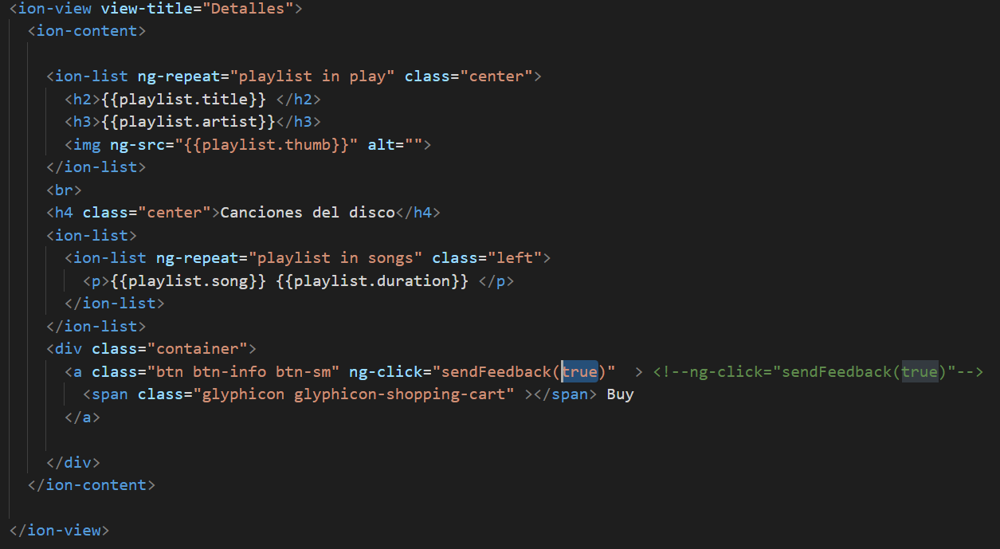 <ion-view view-title="Detalles">
<ion-content>
<ion-list ng-repeat="playlist in play" class="center">
<h2>{{playlist.title}} </h2>
<h3>{{playlist.artist}}</h3>
<img ng-src="{{playlist.thumb}}" alt="">
</ion-list>
<br>
<h4 class="center">Canciones del disco</h4>
<ion-list>
<ion-list ng-repeat="playlist in songs" class="left">
<p>{{playlist.song}} {{playlist.duration}} </p>
</ion-list>
</ion-list>
<div class="container">
<a class="btn btn-info btn-sm" ng-click="sendFeedback(true)"  > <!--ng-click="sendFeedback(true)"-->
<span class="glyphicon glyphicon-shopping-cart" ></span> Buy
</a>
</div>
</ion-content>
</ion-view>